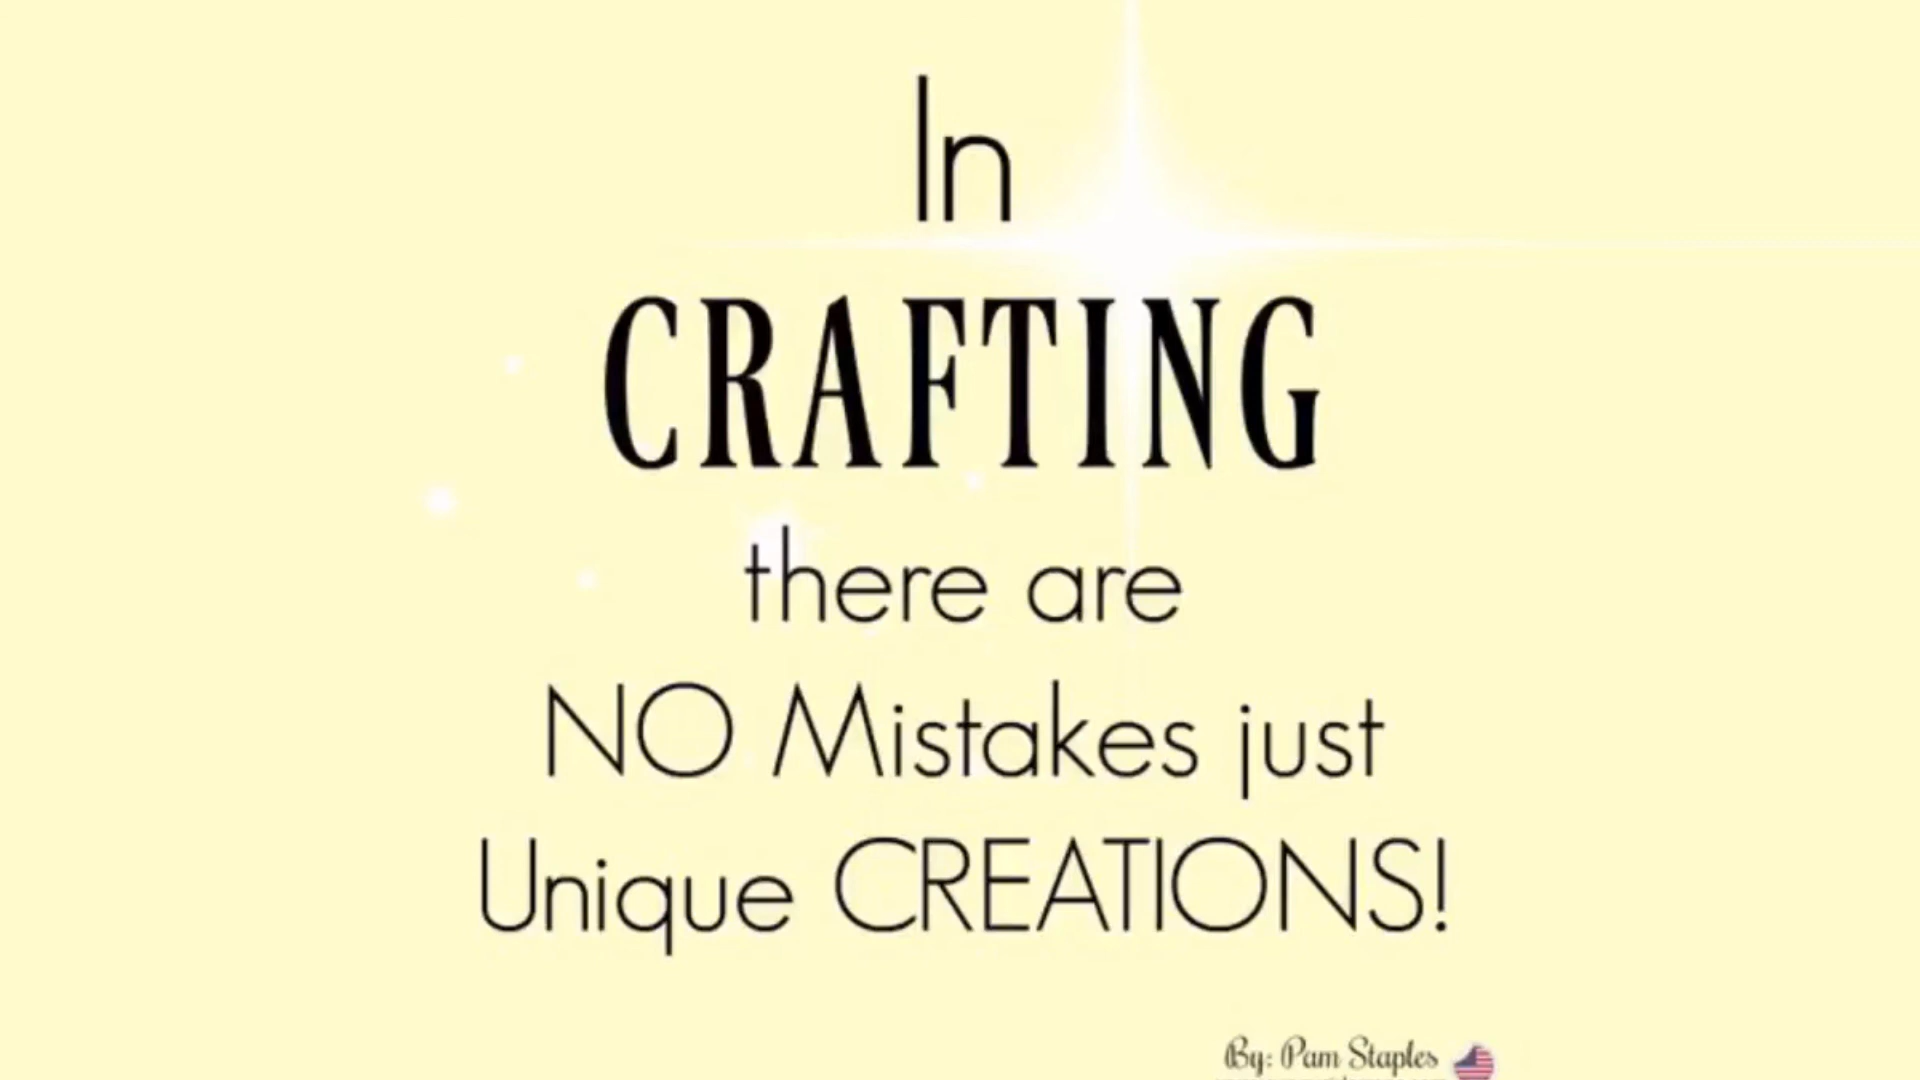 In
CRAFTING
there are
NO Mistakes just
Unique CREATIONS!
By: Pam Staples